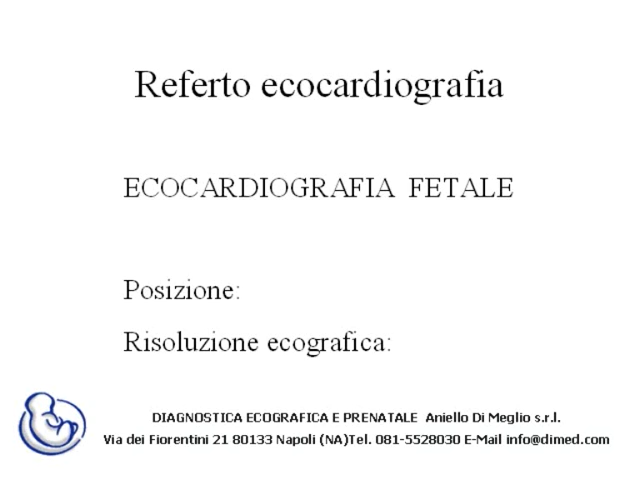 Referto ecocardiografia
ECOCARDIOGRAFIA FETALE
Posizione:
Risoluzione ecografica:
DIAGNOSTICA ECOGRAFICA E PRENATALE Aniello Di Meglio s.r.l.
Via dei Fiorentini 21 80133 Napoli (NA)Tel. 081-5528030 E-Mail info@dimed.com